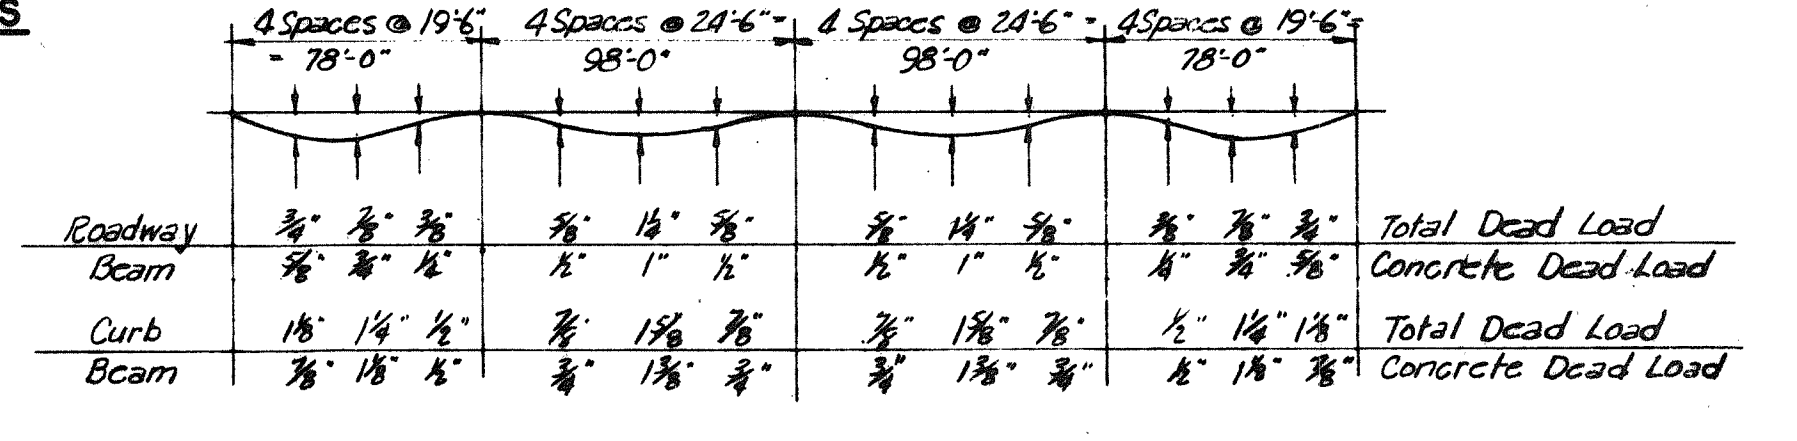 S
4 Spaces @ 19'-6" 4 Spaces @ 24'-6" = 4 Spaces @ 24'-6" = 4 Spaces @ 19'-6" =
= 78'-0" 98'-0" 98'-0" 78'-0"
Roadway 3/4" 7/8" 3/8" 5/8" 1 1/4" 5/8" 5/8" 1 1/4" 5/8" 3/8" 7/8" 3/4" Total Dead Load
Beam 5/8" 3/4" 1/4" 1/2" 1" 1/2" 1/2" 1" 1/2" 1/4" 3/4" 5/8" Concrete Dead Load
Curb 1 1/8" 1 1/4" 1/2" 7/8" 1 5/8" 7/8" 7/8" 1 5/8" 7/8" 1/2" 1 1/4" 1 1/8" Total Dead Load
Beam 7/8" 1 1/8" 1/2" 3/4" 1 3/8" 3/4" 3/4" 1 3/8" 3/4" 1/2" 1 1/8" 7/8" Concrete Dead Load